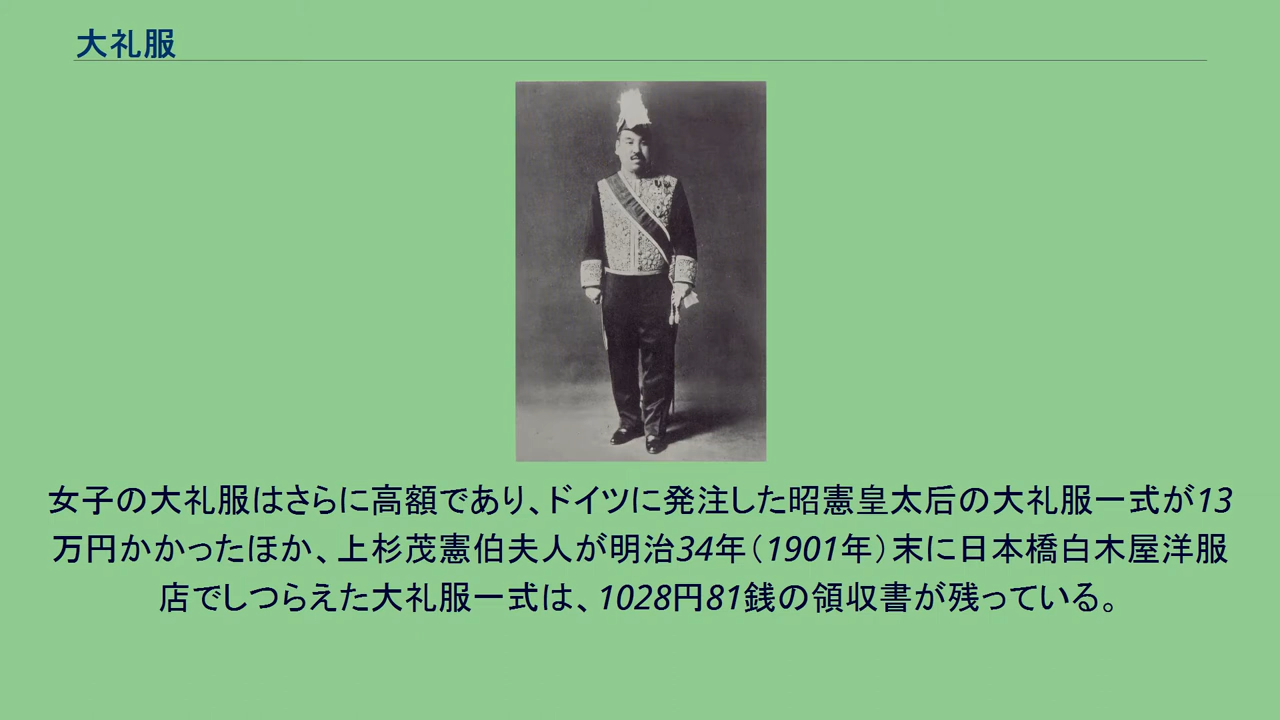 大礼服
女子の大礼服はさらに高額であり、ドイツに発注した昭憲皇太后の大礼服一式が13
万円かかったほか、上杉茂憲伯夫人が明治34年（1901年）末に日本橋白木屋洋服
店でしつらえた大礼服一式は、1028円81銭の領収書が残っている。